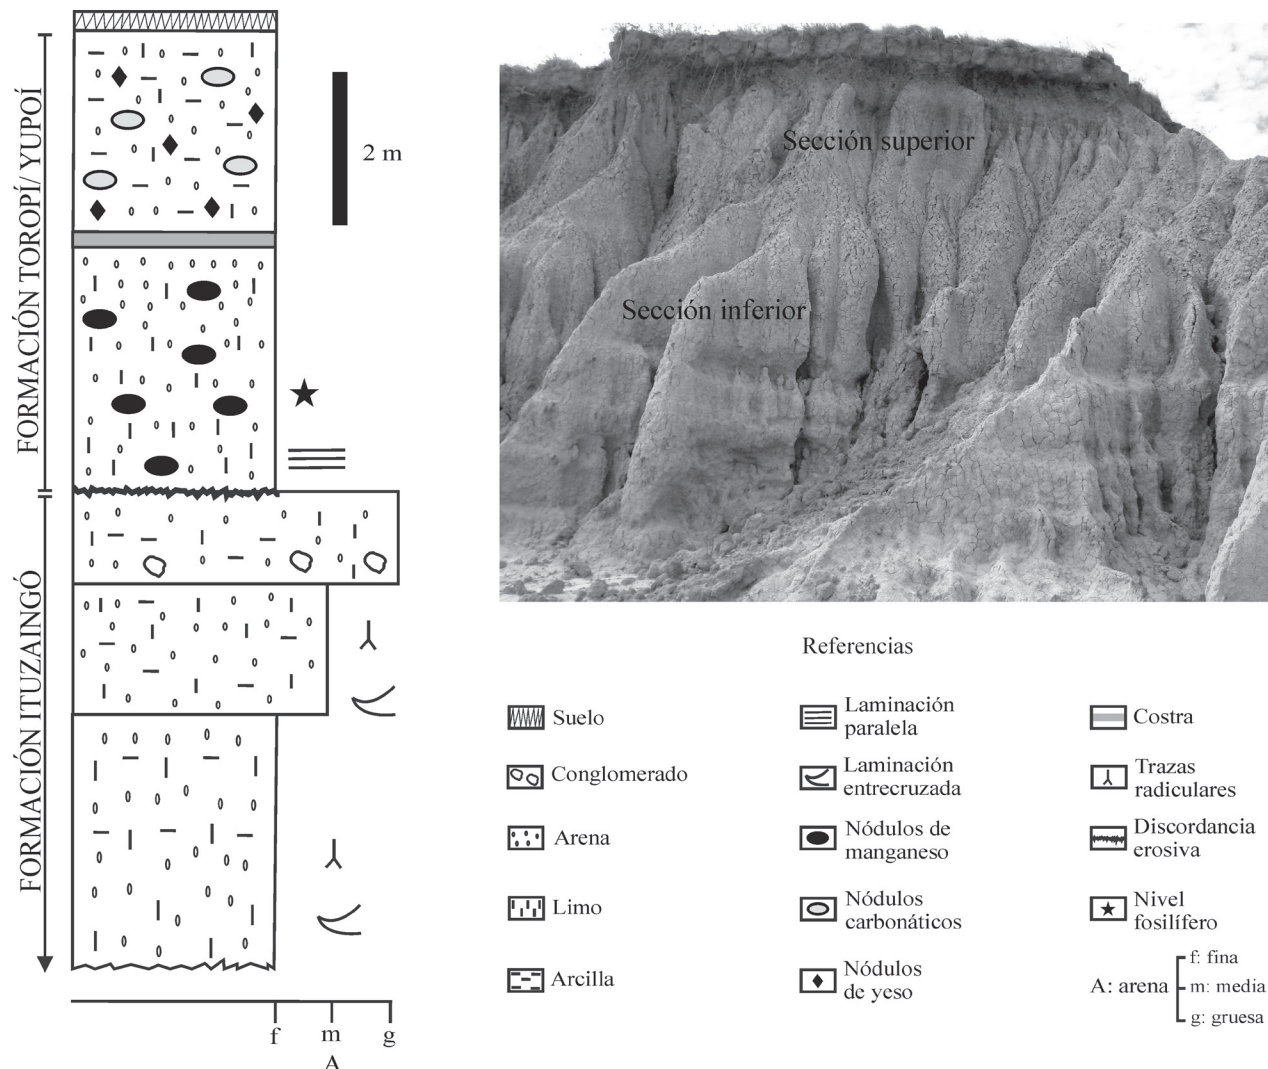 FORMACIÓN TOROPÍ/ YUPOÍ
FORMACIÓN ITUZAINGÓ
2 m
f
m
g
A
Sección superior
Sección inferior
Referencias
Suelo
Conglomerado
Arena
Limo
Arcilla
Laminación
paralela
Laminación
entrecruzada
Nódulos de
manganeso
Nódulos
carbonáticos
Nódulos
de yeso
Costra
Trazas
radiculares
Discordancia
erosiva
Nivel
fosilífero
A: arena
f: fina
m: media
g: gruesa